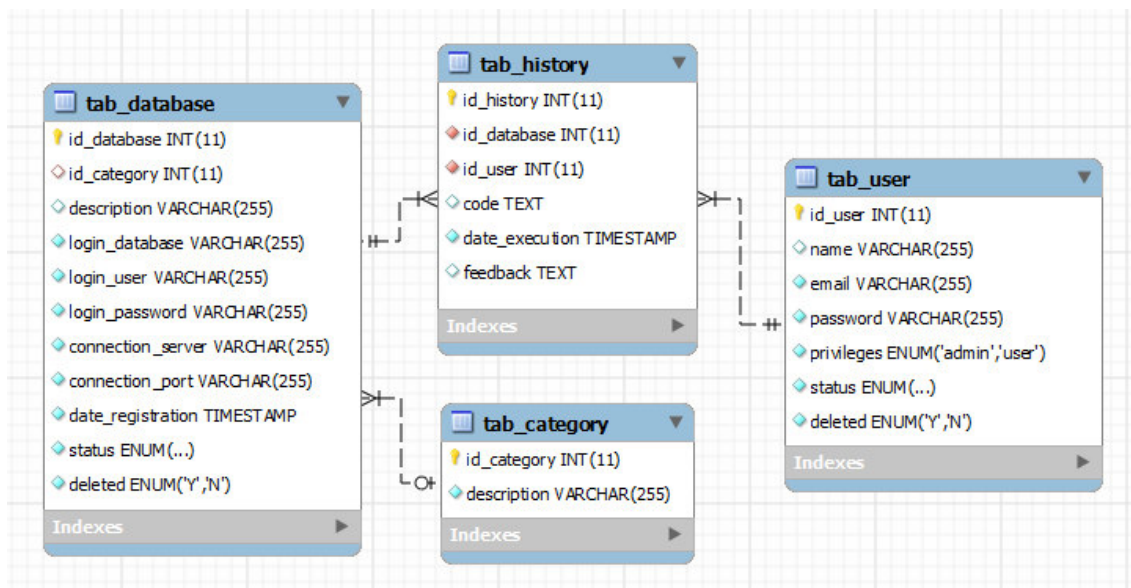 tab_database
id_database INT(11)
id_category INT(11)
description VARCHAR(255)
login_database VARCHAR(255)
login_user VARCHAR(255)
login_password VARCHAR(255)
connection_server VARCHAR(255)
connection_port VARCHAR(255)
date_registration TIMESTAMP
status ENUM(...)
deleted ENUM('Y','N')
Indexes
tab_history
id_history INT(11)
id_database INT(11)
id_user INT(11)
code TEXT
date_execution TIMESTAMP
feedback TEXT
Indexes
tab_category
id_category INT(11)
description VARCHAR(255)
Indexes
tab_user
id_user INT(11)
name VARCHAR(255)
email VARCHAR(255)
password VARCHAR(255)
privileges ENUM('admin','user')
status ENUM(...)
deleted ENUM('Y','N')
Indexes